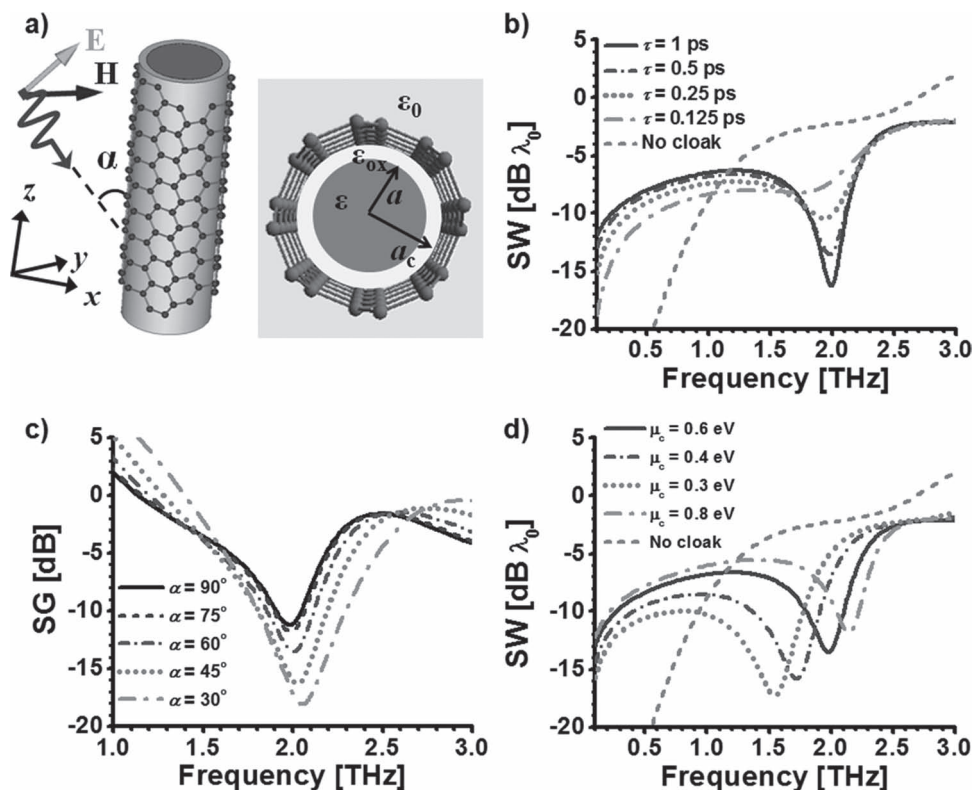 a)
E
H
α
z
y
x
ε₀
εₒₓ
ε
a
a_c
b)
τ = 1 ps
τ = 0.5 ps
τ = 0.25 ps
τ = 0.125 ps
No cloak
SW [dB λ₀]
5
0
-5
-10
-15
-20
0.5 1.0 1.5 2.0 2.5 3.0
Frequency [THz]
c)
SG [dB]
5
0
-5
-10
-15
-20
α = 90°
α = 75°
α = 60°
α = 45°
α = 30°
1.0 1.5 2.0 2.5 3.0
Frequency [THz]
d)
μ_c = 0.6 eV
μ_c = 0.4 eV
μ_c = 0.3 eV
μ_c = 0.8 eV
No cloak
SW [dB λ₀]
5
0
-5
-10
-15
-20
0.5 1.0 1.5 2.0 2.5 3.0
Frequency [THz]